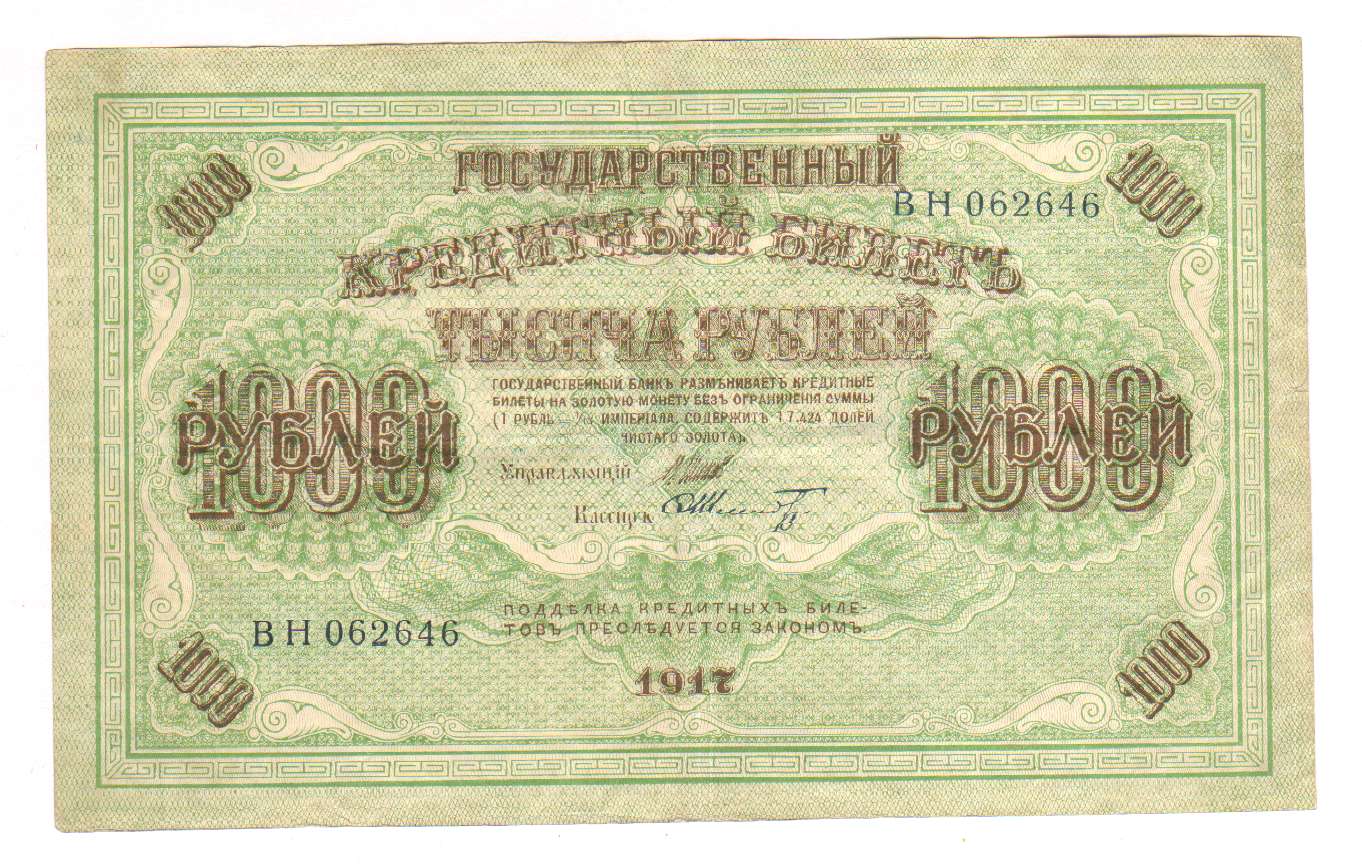 1000
ГОСУДАРСТВЕННЫЙ
1000
ВН 062646
КРЕДИТНЫЙ БИЛЕТЪ
ТЫСЯЧА РУБЛЕЙ
1000
РУБЛЕЙ
ГОСУДАРСТВЕННЫЙ БАНКЪ РАЗМѢНИВАЕТЪ КРЕДИТНЫЕ
БИЛЕТЫ НА ЗОЛОТУЮ МОНЕТУ БЕЗЪ ОГРАНИЧЕНІЯ СУММЫ
(1 РУБЛЬ = 1/15 ИМПЕРІАЛА, СОДЕРЖИТЪ 17,424 ДОЛЕЙ
ЧИСТАГО ЗОЛОТА).
Управляющій
Кассиръ
1000
РУБЛЕЙ
ПОДДѢЛКА КРЕДИТНЫХЪ БИЛЕ-
ТОВЪ ПРЕСЛѢДУЕТСЯ ЗАКОНОМЪ.
ВН 062646
1917
1000
1000